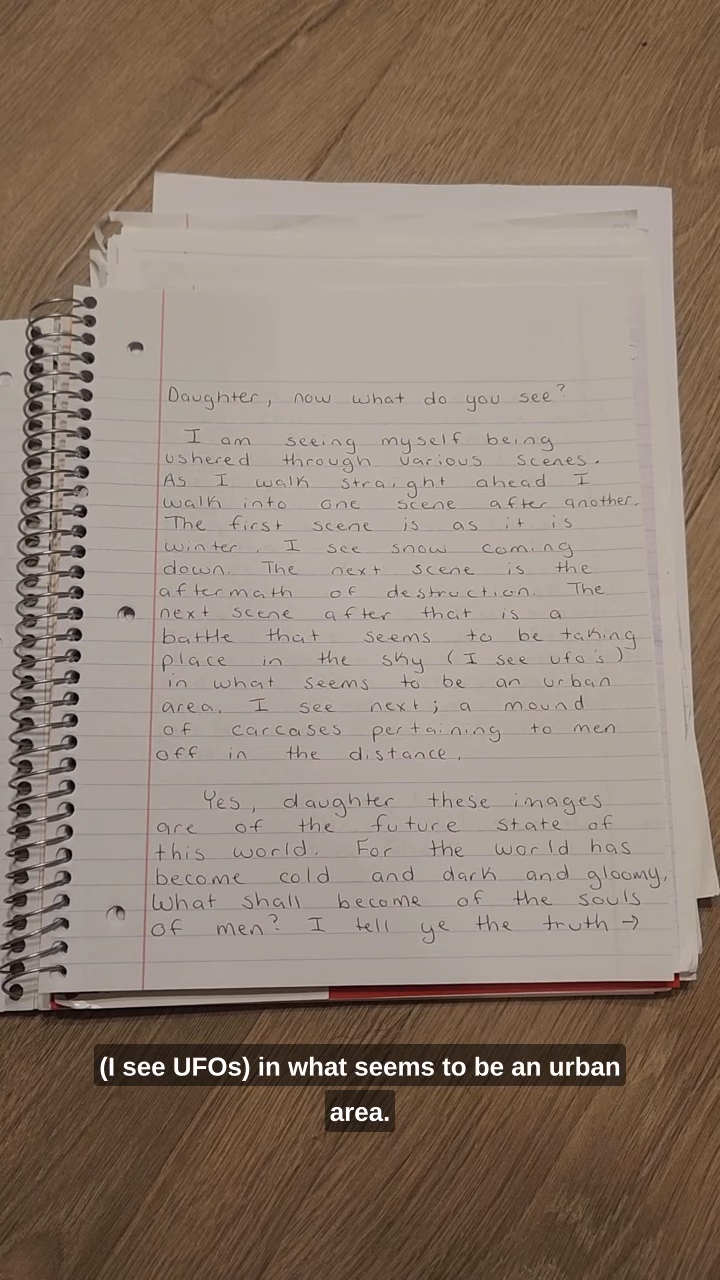 Daughter, now what do you see?
I am seeing myself being
ushered through various scenes.
As I walk straight ahead I
walk into one scene after another.
The first scene is as it is
winter. I see snow coming
down. The next scene is the
aftermath of destruction. The
next scene after that is a
battle that seems to be taking
place in the sky (I see ufo's)
in what seems to be an urban
area. I see next; a mound
of carcases pertaining to men
off in the distance.
Yes, daughter these images
are of the future state of
this world. For the world has
become cold and dark and gloomy,
What shall become of the souls
of men? I tell ye the truth →
(I see UFOs) in what seems to be an urban
area.